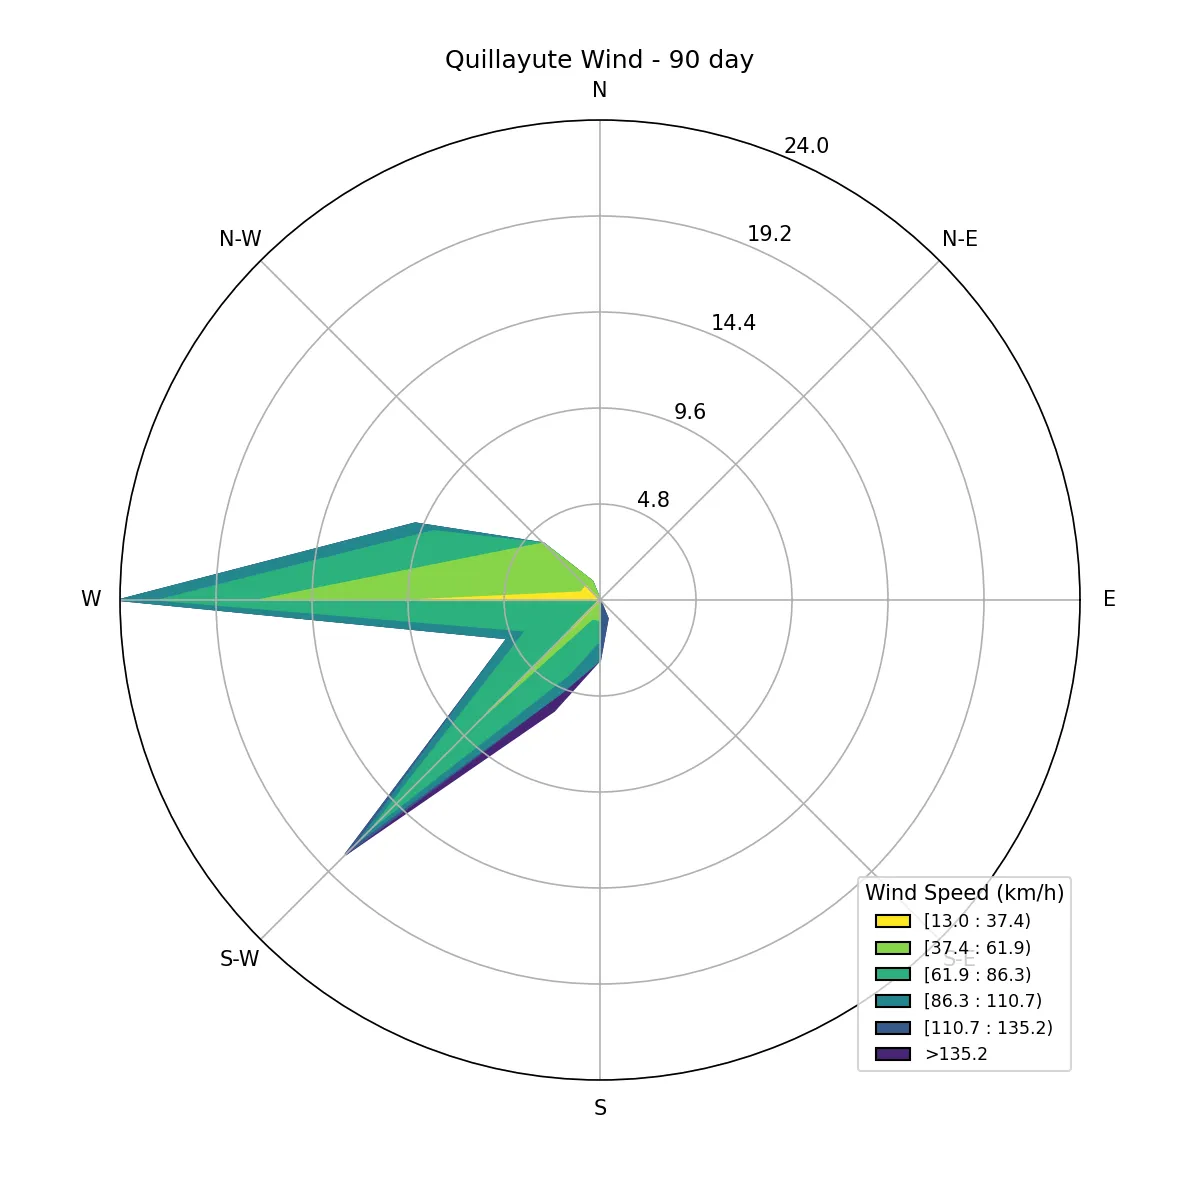 Quillayute Wind - 90 day
N
24.0
N-W
19.2
N-E
14.4
9.6
4.8
W
E
S-W
S-E
S
Wind Speed (km/h)
[13.0 : 37.4)
[37.4 : 61.9)
[61.9 : 86.3)
[86.3 : 110.7)
[110.7 : 135.2)
>135.2